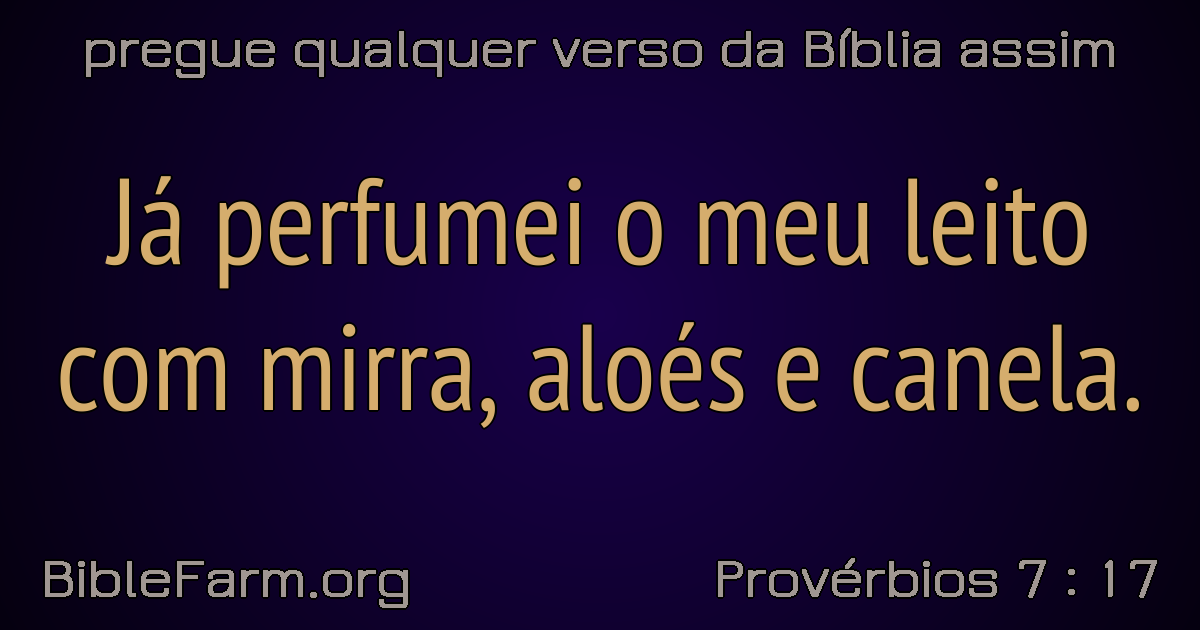 pregue qualquer verso da Bíblia assim
Já perfumei o meu leito
com mirra, aloés e canela.
BibleFarm.org
Provérbios 7 : 17